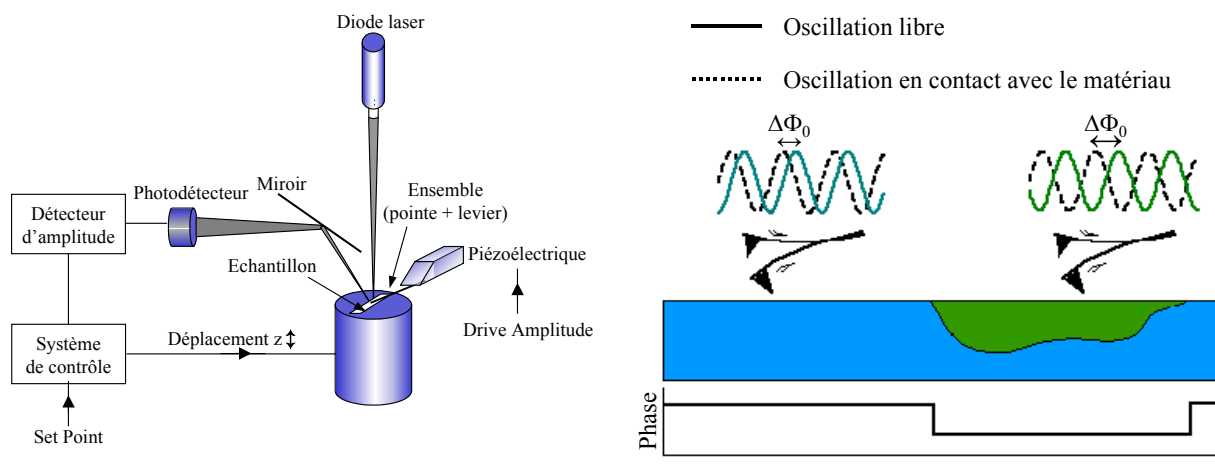 Diode laser
Miroir
Photodétecteur
Détecteur
d’amplitude
Ensemble
(pointe + levier)
Echantillon
Piézoélectrique
Drive Amplitude
Déplacement z
Système
de contrôle
Set Point
Oscillation libre
Oscillation en contact avec le matériau
ΔΦ₀
ΔΦ₀
Phase